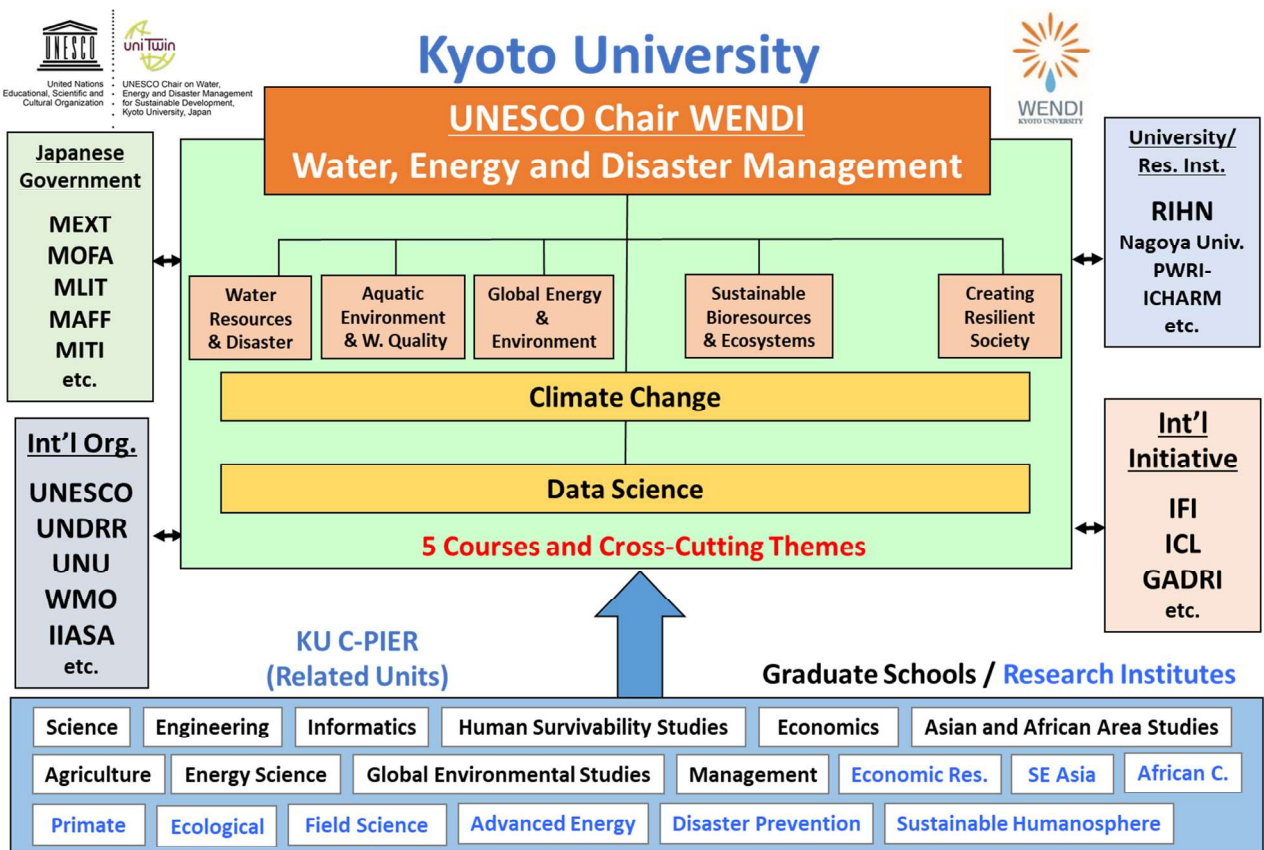 UNESCO
United Nations
Educational, Scientific and
Cultural Organization
uniTwin
UNESCO Chair on Water,
Energy and Disaster Management
for Sustainable Development,
Kyoto University, Japan
Kyoto University
WENDI
KYOTO UNIVERSITY
UNESCO Chair WENDI
Water, Energy and Disaster Management
Japanese
Government
MEXT
MOFA
MLIT
MAFF
MITI
etc.
University/
Res. Inst.
RIHN
Nagoya Univ.
PWRI-
ICHARM
etc.
Water
Resources
& Disaster
Aquatic
Environment
& W. Quality
Global Energy
&
Environment
Sustainable
Bioresources
& Ecosystems
Creating
Resilient
Society
Climate Change
Data Science
5 Courses and Cross-Cutting Themes
Int'l Org.
UNESCO
UNDRR
UNU
WMO
IIASA
etc.
Int'l
Initiative
IFI
ICL
GADRI
etc.
KU C-PIER
(Related Units)
Graduate Schools / Research Institutes
Science
Engineering
Informatics
Human Survivability Studies
Economics
Asian and African Area Studies
Agriculture
Energy Science
Global Environmental Studies
Management
Economic Res.
SE Asia
African C.
Primate
Ecological
Field Science
Advanced Energy
Disaster Prevention
Sustainable Humanosphere